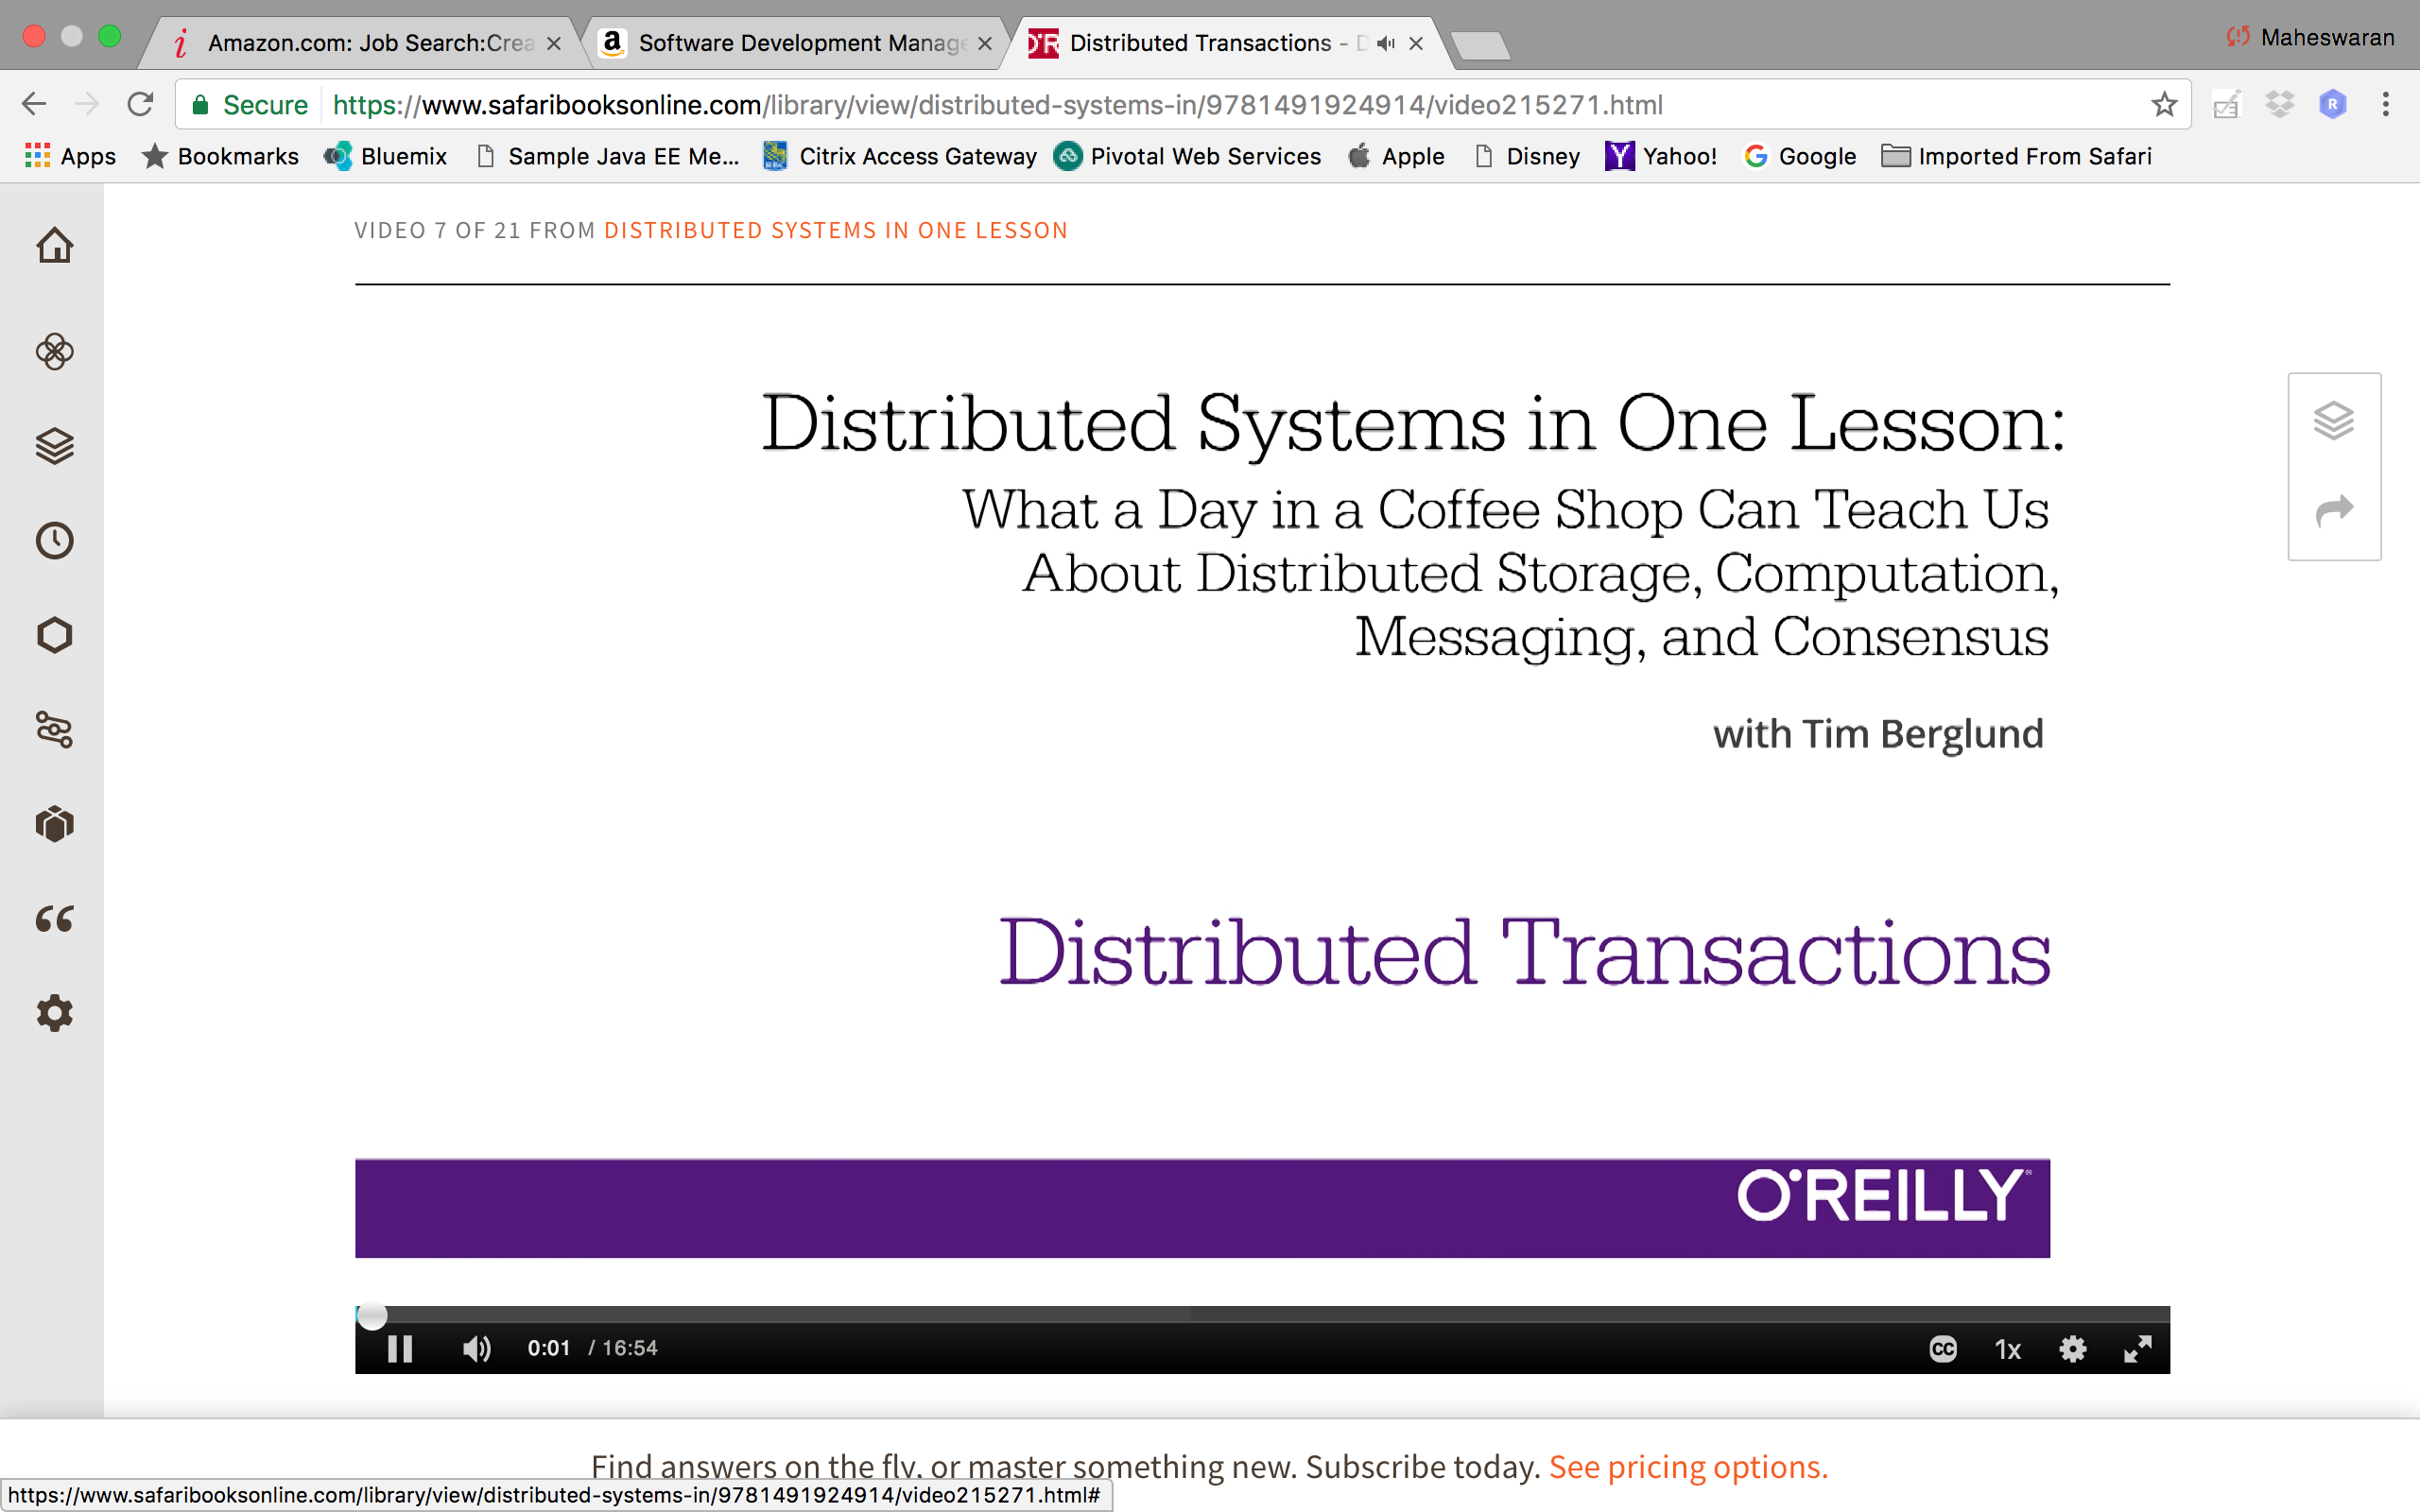 Amazon.com: Job Search:Crea
Software Development Manage
Distributed Transactions - D
Maheswaran
Secure https://www.safaribooksonline.com/library/view/distributed-systems-in/9781491924914/video215271.html
Apps Bookmarks Bluemix Sample Java EE Me... Citrix Access Gateway Pivotal Web Services Apple Disney Yahoo! Google Imported From Safari
VIDEO 7 OF 21 FROM DISTRIBUTED SYSTEMS IN ONE LESSON
Distributed Systems in One Lesson:
What a Day in a Coffee Shop Can Teach Us
About Distributed Storage, Computation,
Messaging, and Consensus
with Tim Berglund
Distributed Transactions
O'REILLY
0:01 / 16:54
CC 1x
Find answers on the fly, or master something new. Subscribe today. See pricing options.
https://www.safaribooksonline.com/library/view/distributed-systems-in/9781491924914/video215271.html#